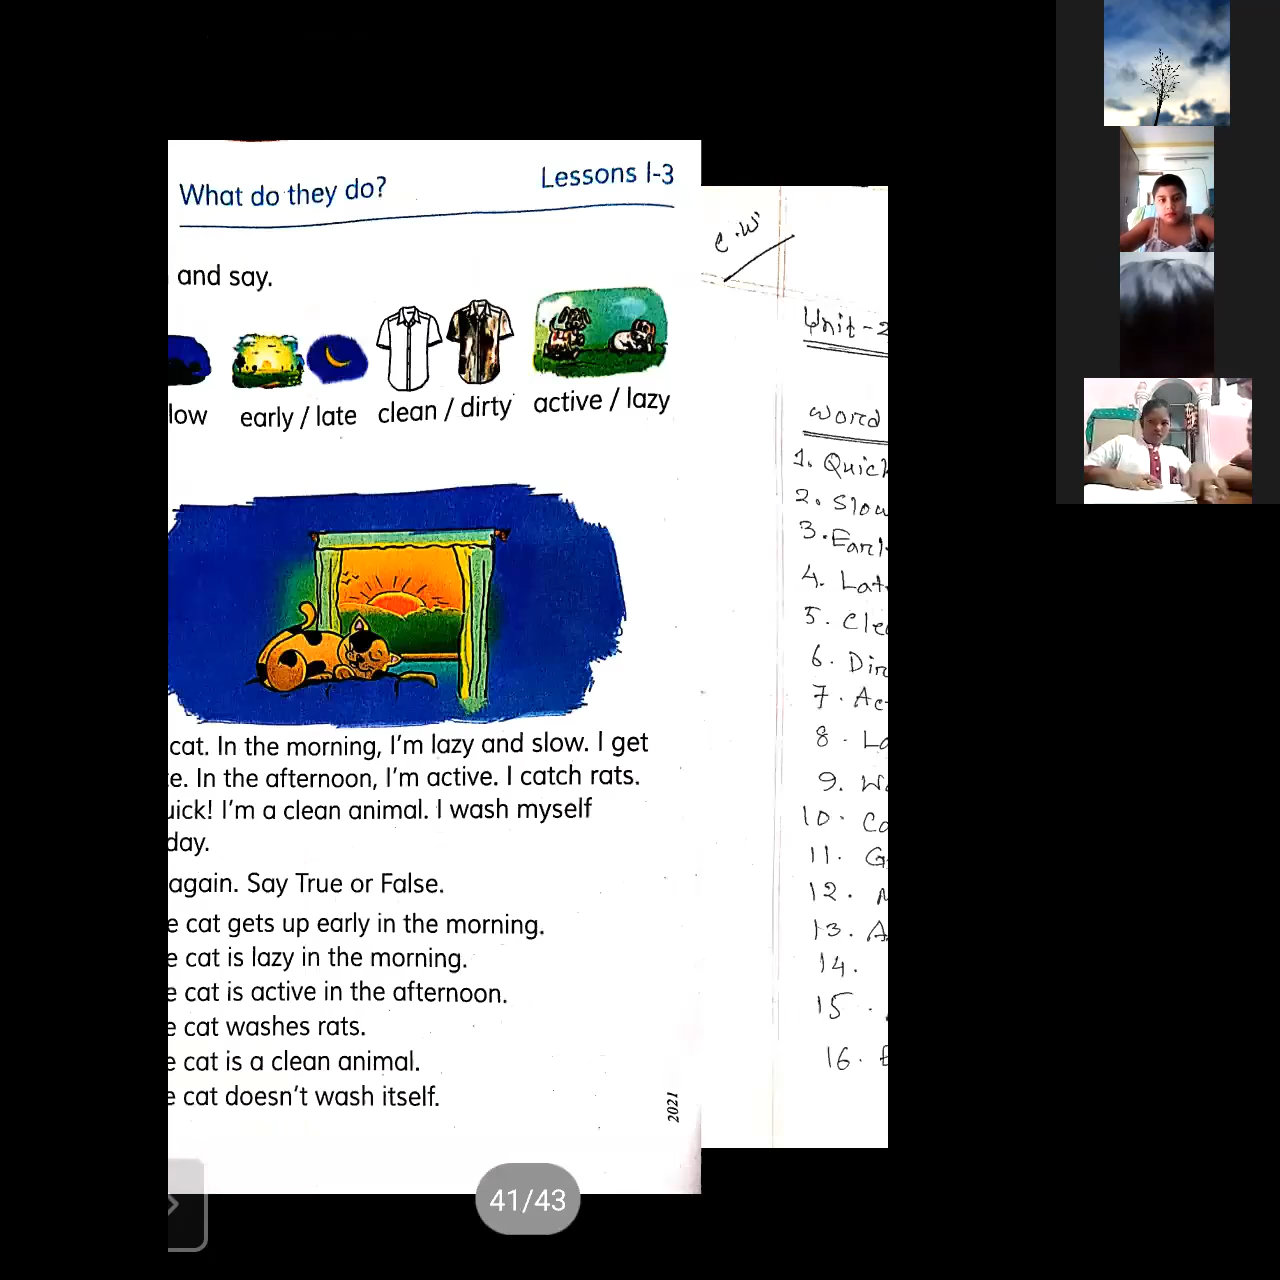 What do they do?
Lessons 1-3
and say.
low
early / late
clean / dirty
active / lazy
cat. In the morning, I'm lazy and slow. I get
e. In the afternoon, I'm active. I catch rats.
uick! I'm a clean animal. I wash myself
day.
again. Say True or False.
e cat gets up early in the morning.
e cat is lazy in the morning.
e cat is active in the afternoon.
e cat washes rats.
e cat is a clean animal.
e cat doesn't wash itself.
2021
41/43
C.W
Unit-2
Word
1. Quick
2. Slow
3. Earl
4. Lat
5. Cle
6. Dir
7. Ac
8. La
9. Wa
10. Ca
11. G
12.
13. A
14.
15.
16. E